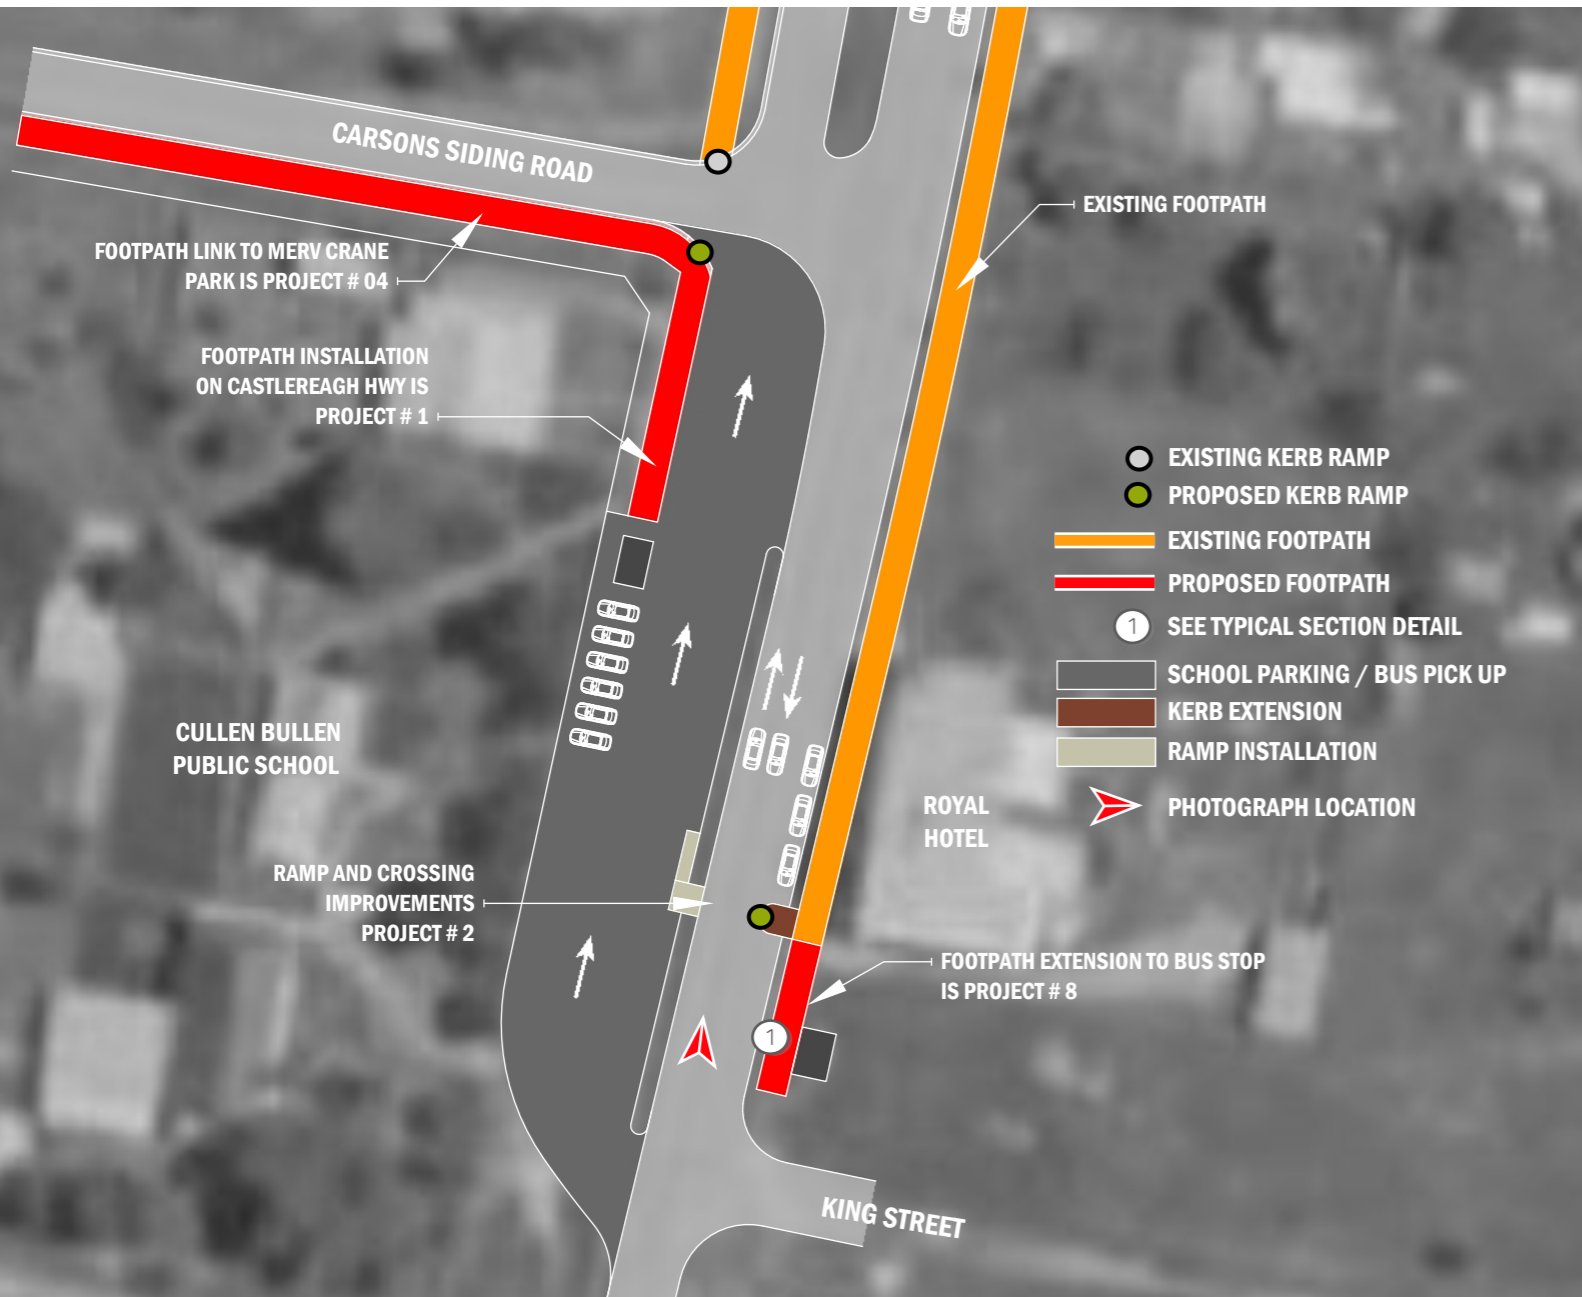 CARSONS SIDING ROAD
FOOTPATH LINK TO MERV CRANE
PARK IS PROJECT # 04
EXISTING FOOTPATH
FOOTPATH INSTALLATION
ON CASTLEREAGH HWY IS
PROJECT # 1
EXISTING KERB RAMP
PROPOSED KERB RAMP
EXISTING FOOTPATH
PROPOSED FOOTPATH
1 SEE TYPICAL SECTION DETAIL
SCHOOL PARKING / BUS PICK UP
KERB EXTENSION
RAMP INSTALLATION
PHOTOGRAPH LOCATION
CULLEN BULLEN
PUBLIC SCHOOL
ROYAL
HOTEL
RAMP AND CROSSING
IMPROVEMENTS
PROJECT # 2
FOOTPATH EXTENSION TO BUS STOP
IS PROJECT # 8
1
KING STREET